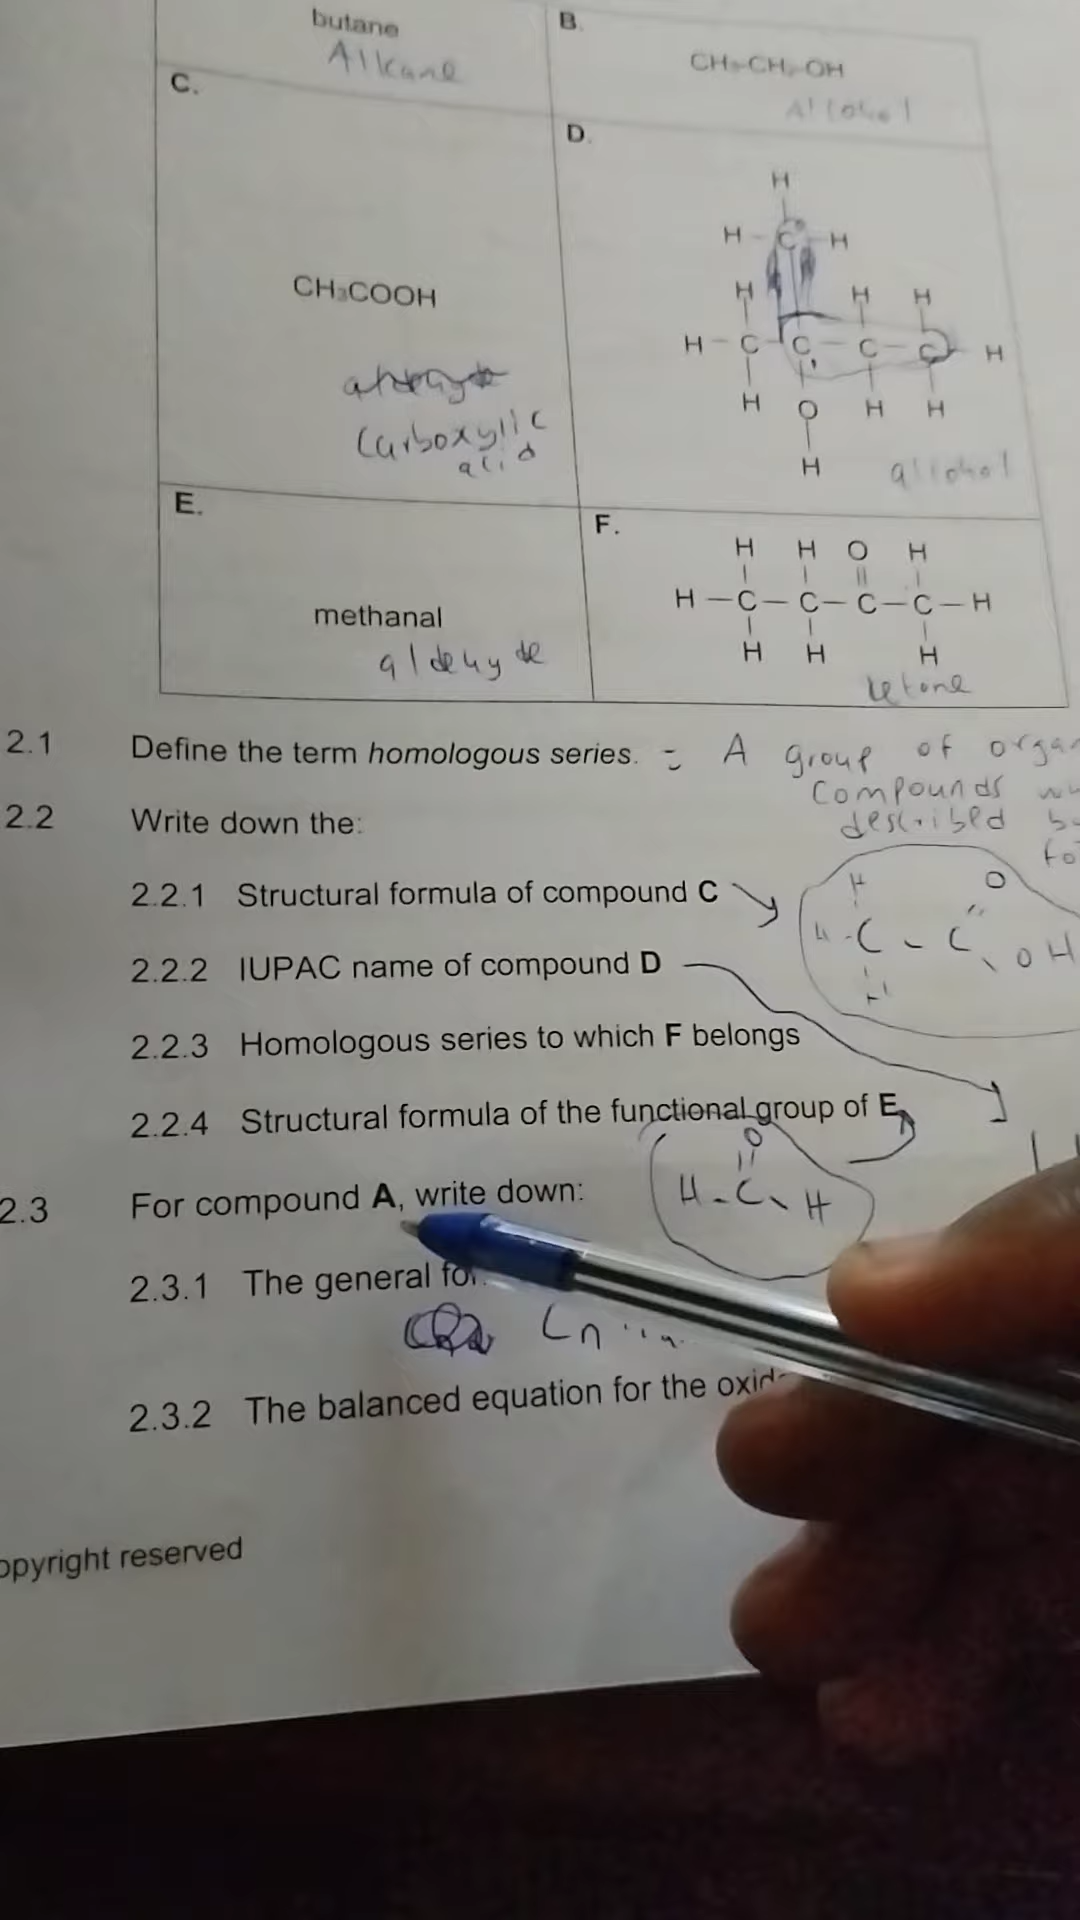 butane
Alkane
B.
CH₃CH₂OH
Allohol
C.
CH₃COOH
Carboxylic
acid
D.
H
H - C - H
H H H
H - C - C - C - C - H
H O H H
H
allohol
E.
methanal
aldehyde
F.
H H O H
H - C - C - C - C - H
H H H
ketone
2.1 Define the term homologous series. = A group of
compounds
described
2.2 Write down the:
2.2.1 Structural formula of compound C
H O
H - C - C OH
H
2.2.2 IUPAC name of compound D
2.2.3 Homologous series to which F belongs
2.2.4 Structural formula of the functional group of E
O
H - C - H
2.3 For compound A, write down:
2.3.1 The general
Cn
2.3.2 The balanced equation for the
opyright reserved